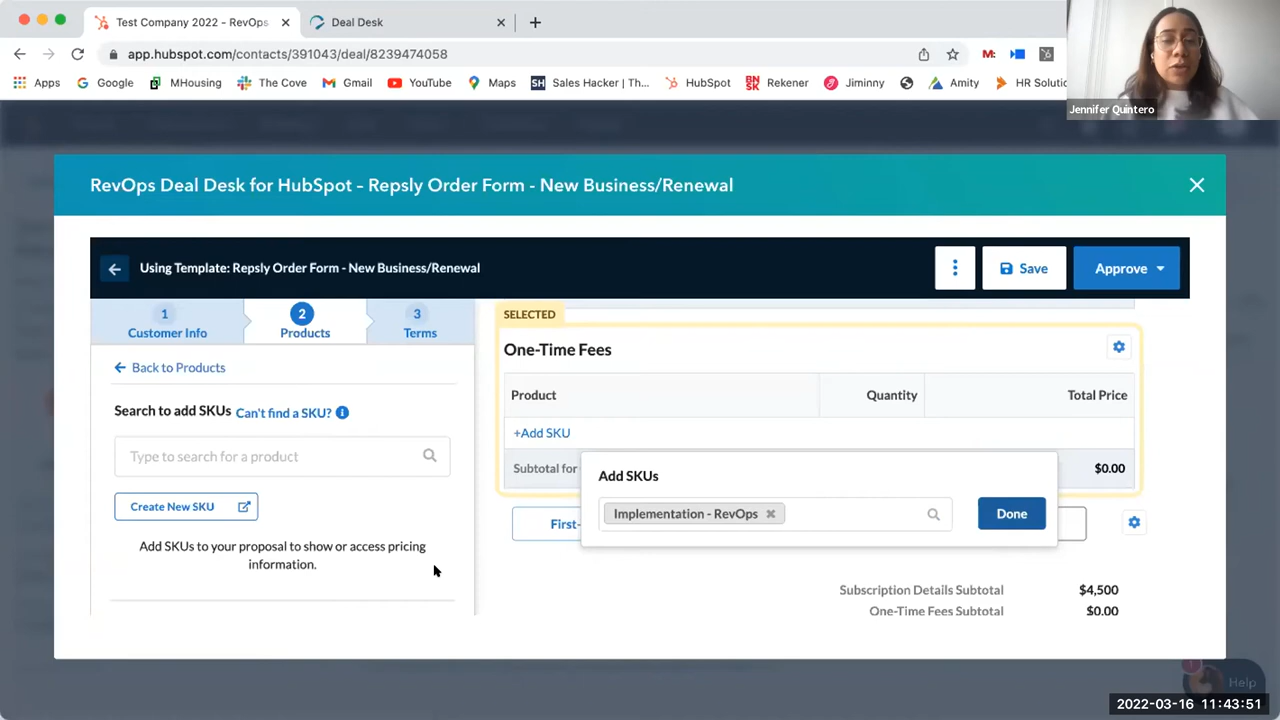 Test Company 2022 - RevOps
Deal Desk
app.hubspot.com/contacts/391043/deal/8239474058
Apps
Google
MHousing
The Cove
Gmail
YouTube
Maps
SH Sales Hacker | Th...
HubSpot
BNSK Rekener
Jiminny
Amity
HR Soluti
M:
Jennifer Quintero
RevOps Deal Desk for HubSpot – Repsly Order Form - New Business/Renewal
Using Template: Repsly Order Form - New Business/Renewal
Save
Approve
1 Customer Info
2 Products
3 Terms
Back to Products
Search to add SKUs Can't find a SKU?
Type to search for a product
Create New SKU
Add SKUs to your proposal to show or access pricing
information.
SELECTED
One-Time Fees
Product Quantity Total Price
+Add SKU
Subtotal for $0.00
Add SKUs
Implementation - RevOps
Done
First-
Subscription Details Subtotal $4,500
One-Time Fees Subtotal $0.00
1
Help
2022-03-16 11:43:51